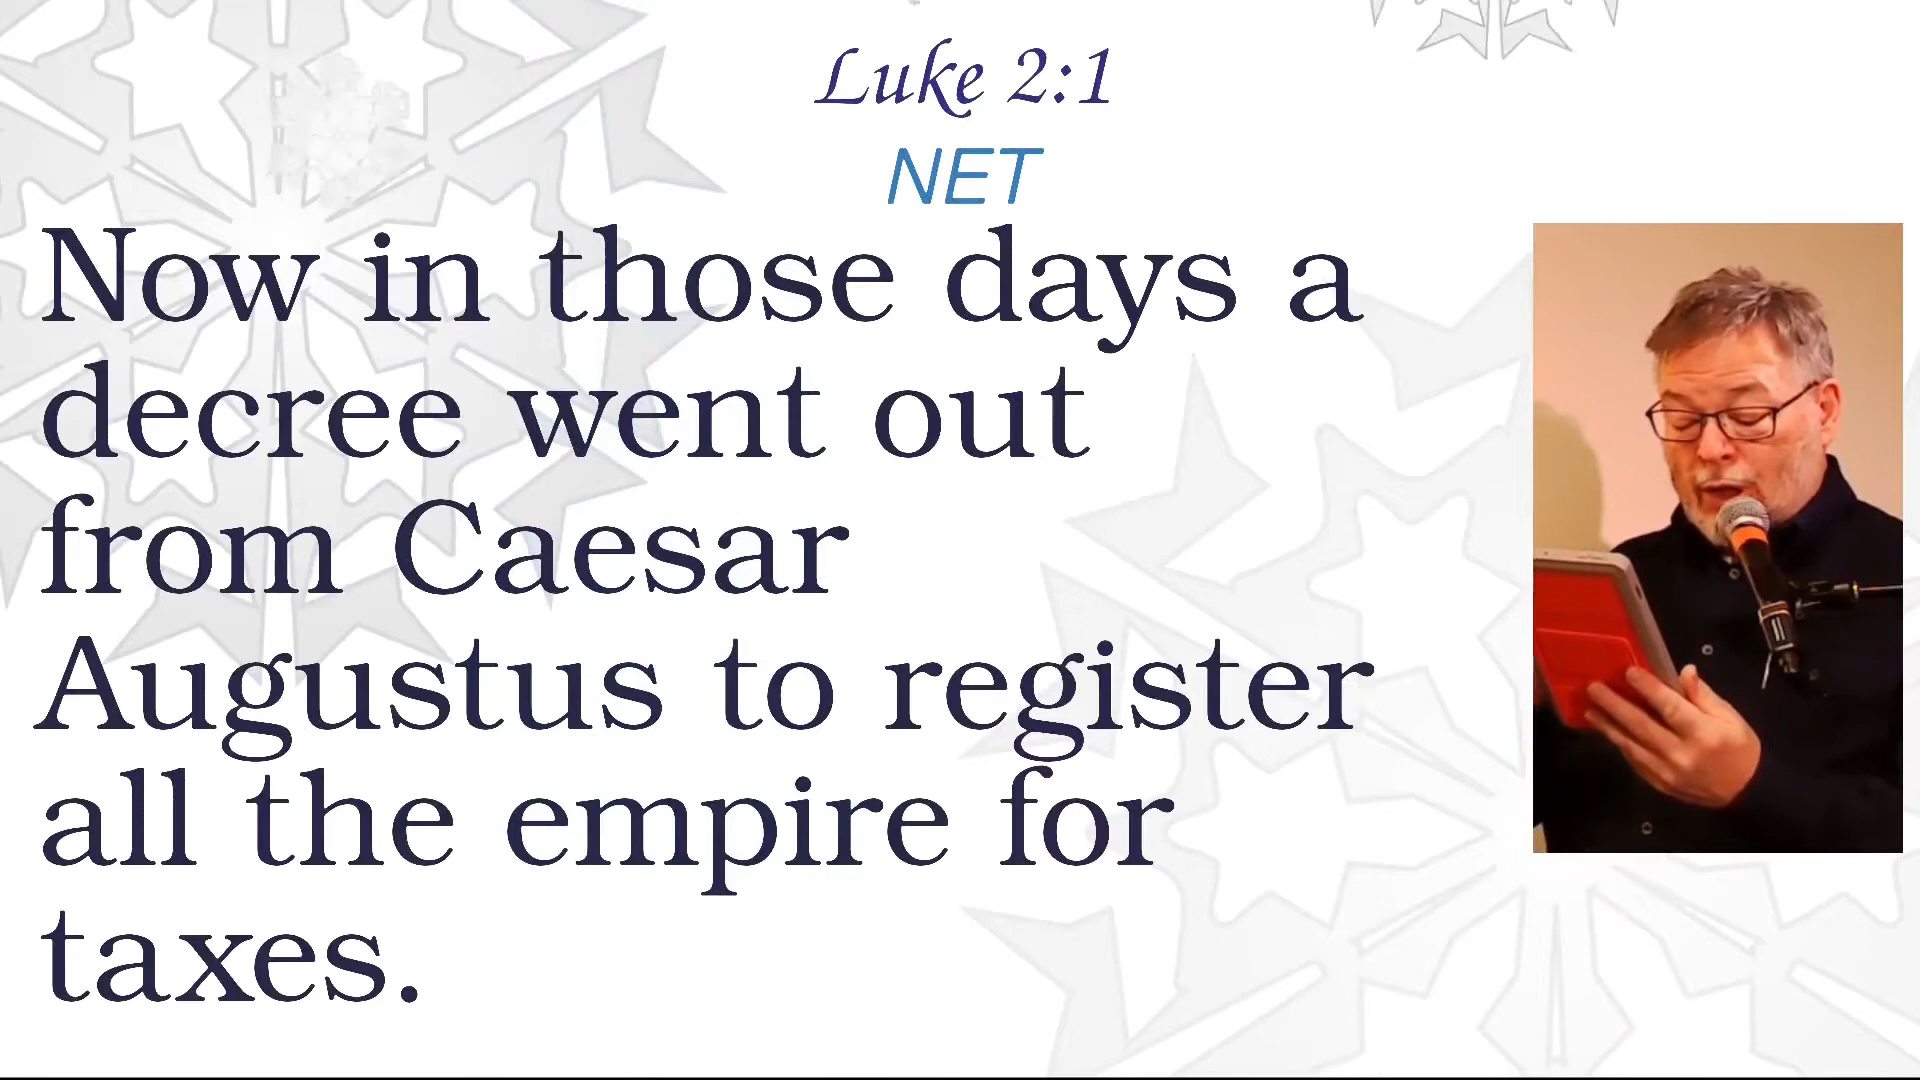 Luke 2:1
NET
Now in those days a
decree went out
from Caesar
Augustus to register
all the empire for
taxes.